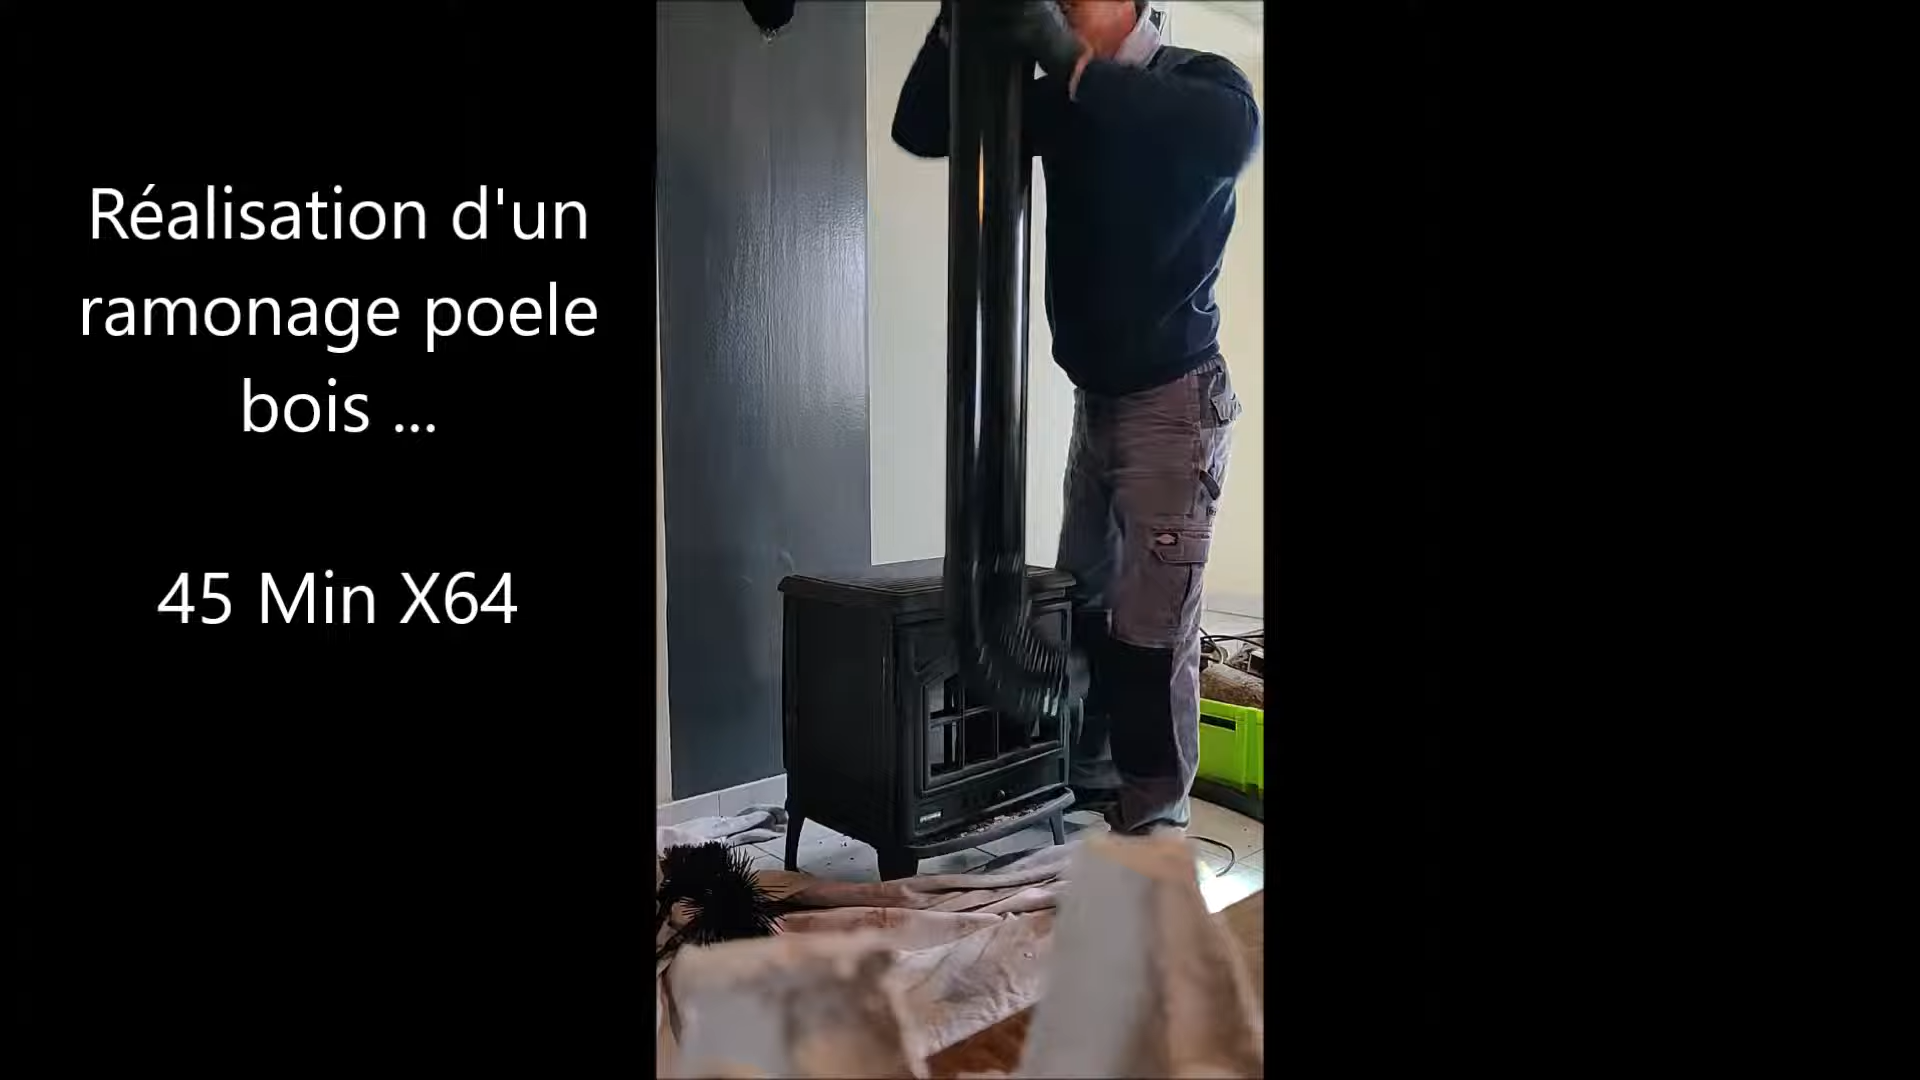 Réalisation d'un
ramonage poele
bois ...
45 Min X64